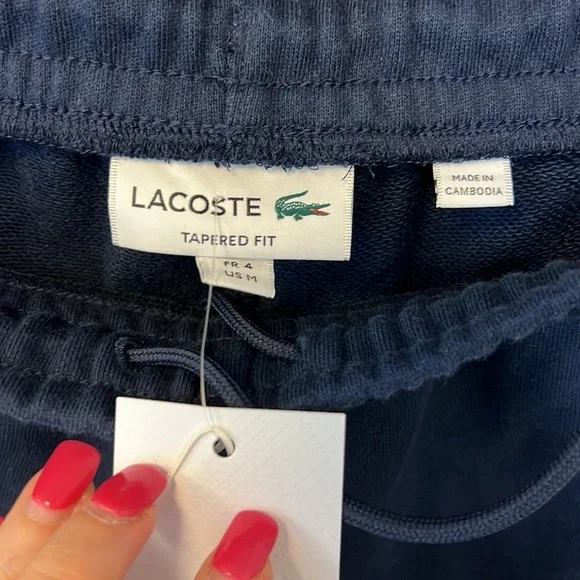 LACOSTE
TAPERED FIT
FR 4
US M
MADE IN
CAMBODIA